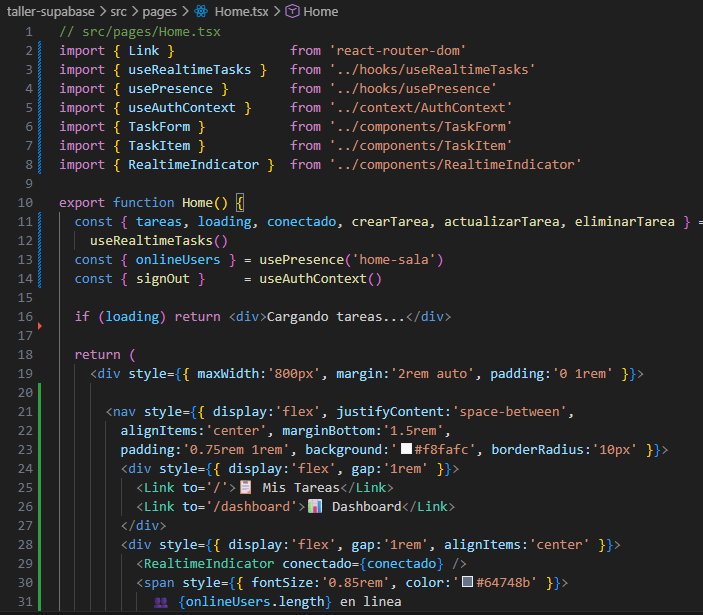 taller-supabase > src > pages > Home.tsx > Home
1 // src/pages/Home.tsx
2 import { Link } from 'react-router-dom'
3 import { useRealtimeTasks } from '../hooks/useRealtimeTasks'
4 import { usePresence } from '../hooks/usePresence'
5 import { useAuthContext } from '../context/AuthContext'
6 import { TaskForm } from '../components/TaskForm'
7 import { TaskItem } from '../components/TaskItem'
8 import { RealtimeIndicator } from '../components/RealtimeIndicator'
9
10 export function Home() {
11 const { tareas, loading, conectado, crearTarea, actualizarTarea, eliminarTarea } =
12 useRealtimeTasks()
13 const { onlineUsers } = usePresence('home-sala')
14 const { signOut } = useAuthContext()
15
16 if (loading) return <div>Cargando tareas...</div>
17
18 return (
19 <div style={{ maxWidth:'800px', margin:'2rem auto', padding:'0 1rem' }}>
20
21 <nav style={{ display:'flex', justifyContent:'space-between',
22 alignItems:'center', marginBottom:'1.5rem',
23 padding:'0.75rem 1rem', background:'#f8fafc', borderRadius:'10px' }}>
24 <div style={{ display:'flex', gap:'1rem' }}>
25 <Link to='/'>📋 Mis Tareas</Link>
26 <Link to='/dashboard'>📊 Dashboard</Link>
27 </div>
28 <div style={{ display:'flex', gap:'1rem', alignItems:'center' }}>
29 <RealtimeIndicator conectado={conectado} />
30 <span style={{ fontSize:'0.85rem', color:'#64748b' }}>
31 👥 {onlineUsers.length} en linea